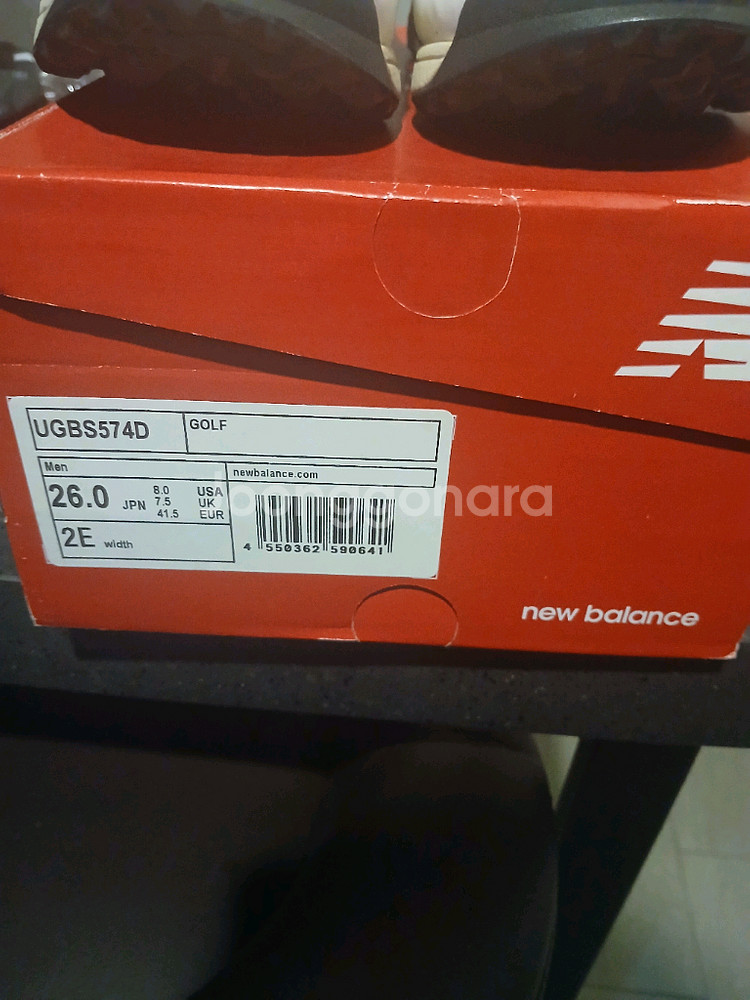 UGBS574D
GOLF
Men
newbalance.com
26.0 JPN
8.0 USA
7.5 UK
41.5 EUR
2E width
4 550362 590641
joonggonara
new balance